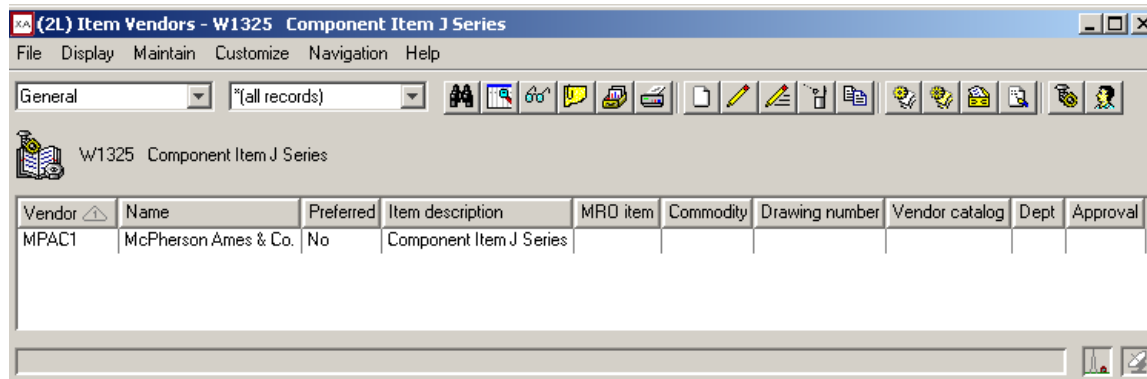 XA (2L) Item Vendors - W1325 Component Item J Series
File Display Maintain Customize Navigation Help
General *(all records)
W1325 Component Item J Series
Vendor 1 Name Preferred Item description MRO item Commodity Drawing number Vendor catalog Dept Approval
MPAC1 McPherson Ames & Co. No Component Item J Series